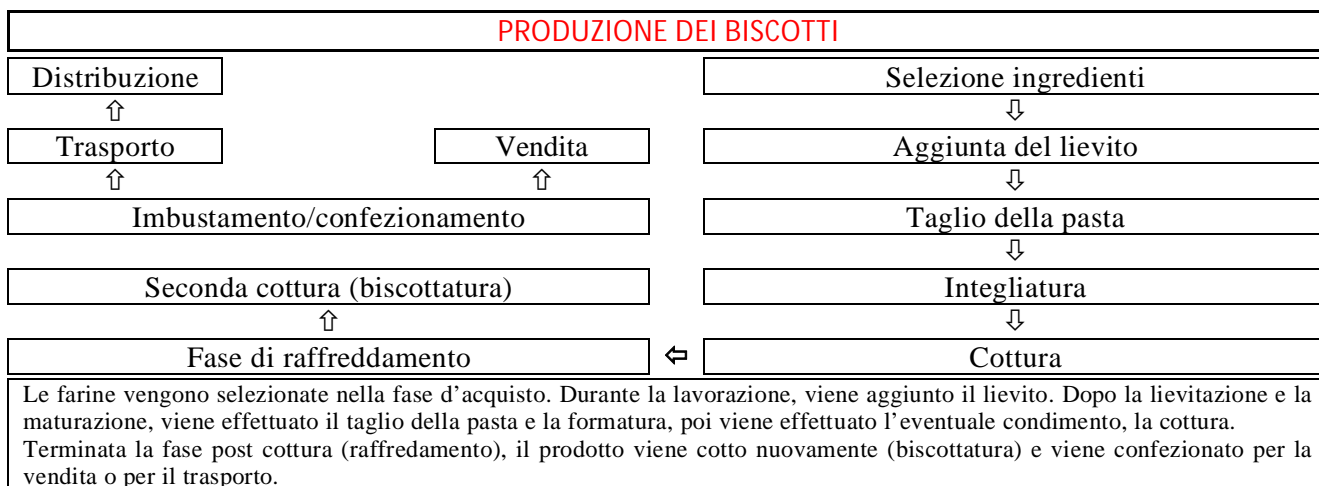 PRODUZIONE DEI BISCOTTI
Distribuzione
Selezione ingredienti
⇧
⇩
Trasporto
Vendita
Aggiunta del lievito
⇧
⇧
⇩
Imbustamento/confezionamento
Taglio della pasta
⇩
Seconda cottura (biscottatura)
Integliatura
⇧
⇩
Fase di raffreddamento
⇦
Cottura
Le farine vengono selezionate nella fase d’acquisto. Durante la lavorazione, viene aggiunto il lievito. Dopo la lievitazione e la
maturazione, viene effettuato il taglio della pasta e la formatura, poi viene effettuato l’eventuale condimento, la cottura.
Terminata la fase post cottura (raffredamento), il prodotto viene cotto nuovamente (biscottatura) e viene confezionato per la
vendita o per il trasporto.